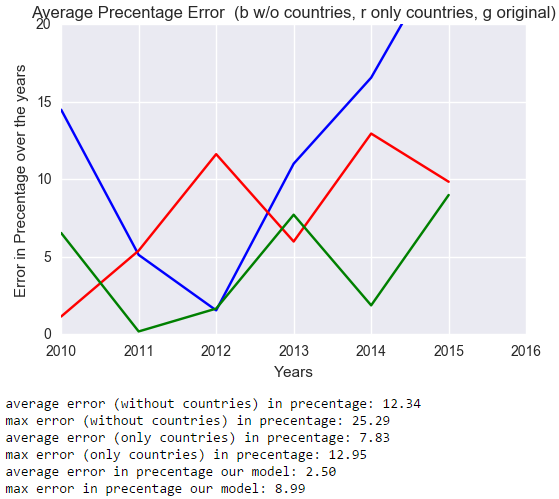 Average Precentage Error (b w/o countries, r only countries, g original)
Error in Precentage over the years
20
15
10
5
0
2010 2011 2012 2013 2014 2015 2016
Years
average error (without countries) in precentage: 12.34
max error (without countries) in precentage: 25.29
average error (only countries) in precentage: 7.83
max error (only countries) in precentage: 12.95
average error in precentage our model: 2.50
max error in precentage our model: 8.99